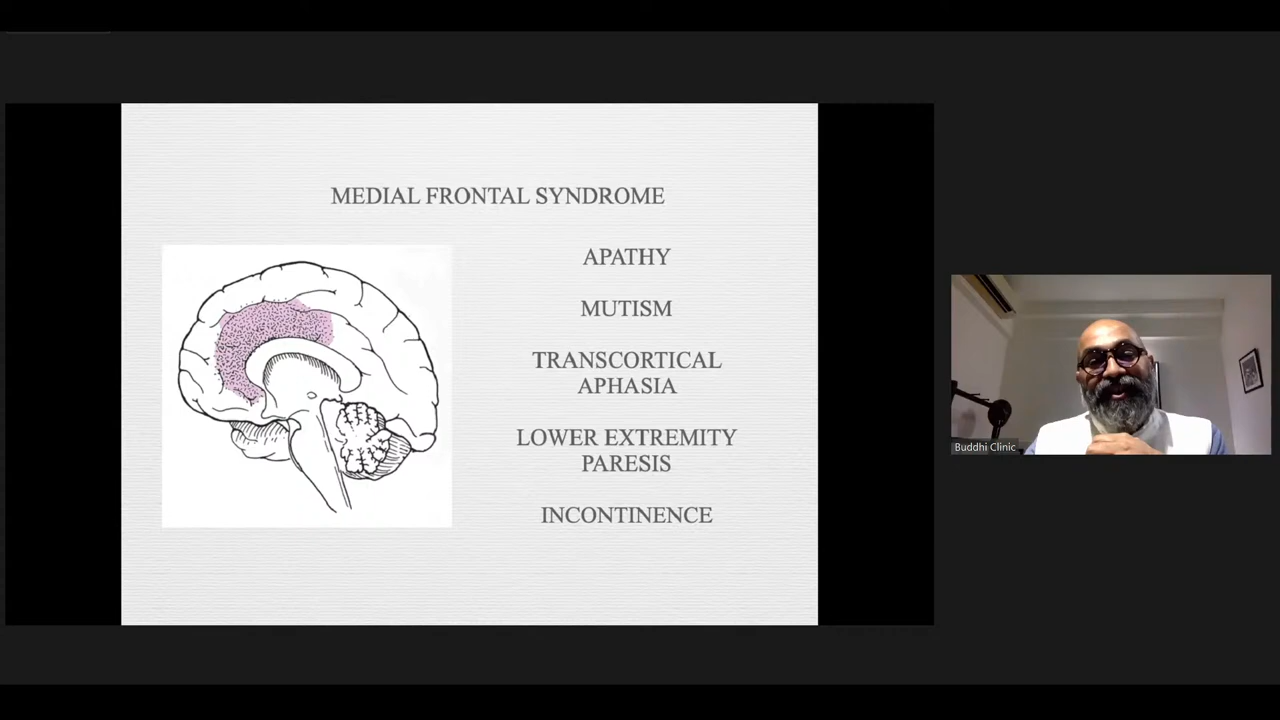 MEDIAL FRONTAL SYNDROME
APATHY
MUTISM
TRANSCORTICAL
APHASIA
LOWER EXTREMITY
PARESIS
INCONTINENCE
Buddhi Clinic